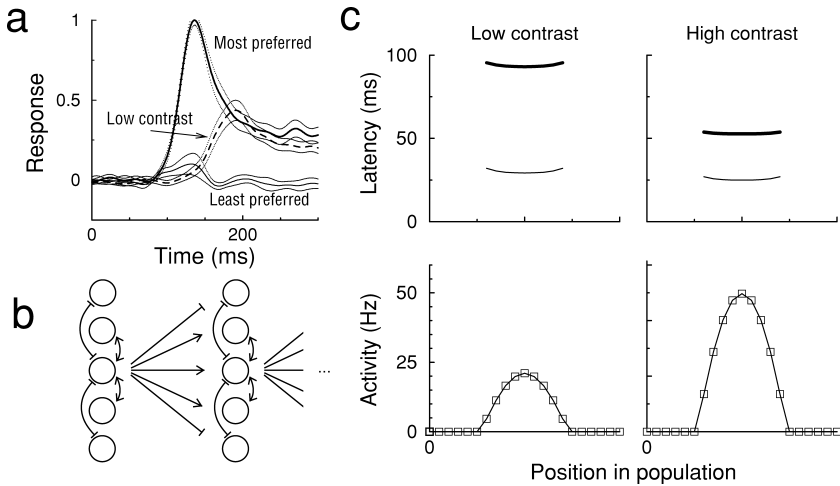 a
1
0.5
0
Response
Most preferred
Low contrast
Least preferred
0
200
Time (ms)
b
...
c
Low contrast
High contrast
100
50
0
Latency (ms)
50
25
0
Activity (Hz)
0
0
Position in population